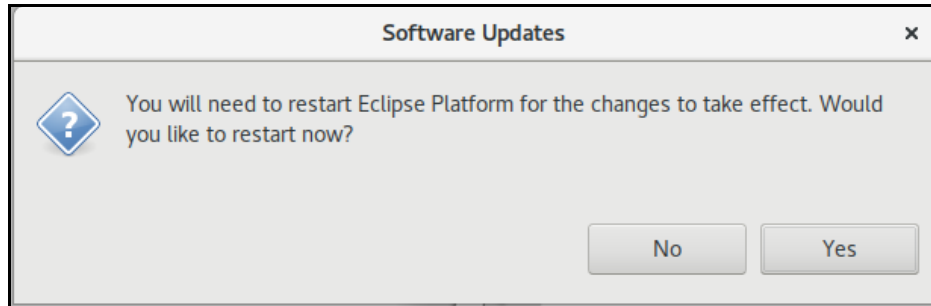 Software Updates
You will need to restart Eclipse Platform for the changes to take effect. Would
you like to restart now?
No Yes